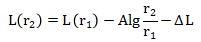 L(r₂) = L(r₁) − Alg r₂/r₁ − ΔL